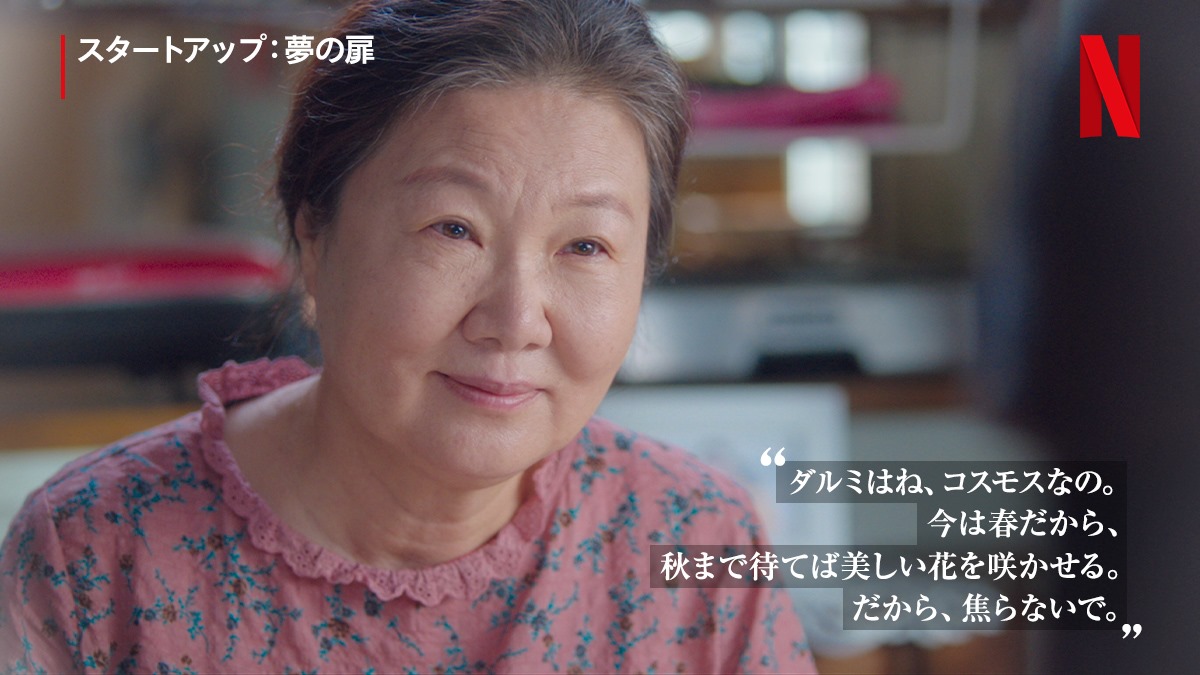 スタートアップ：夢の扉
N
“ダルミはね、コスモスなの。
今は春だから、
秋まで待てば美しい花を咲かせる。
だから、焦らないで。”